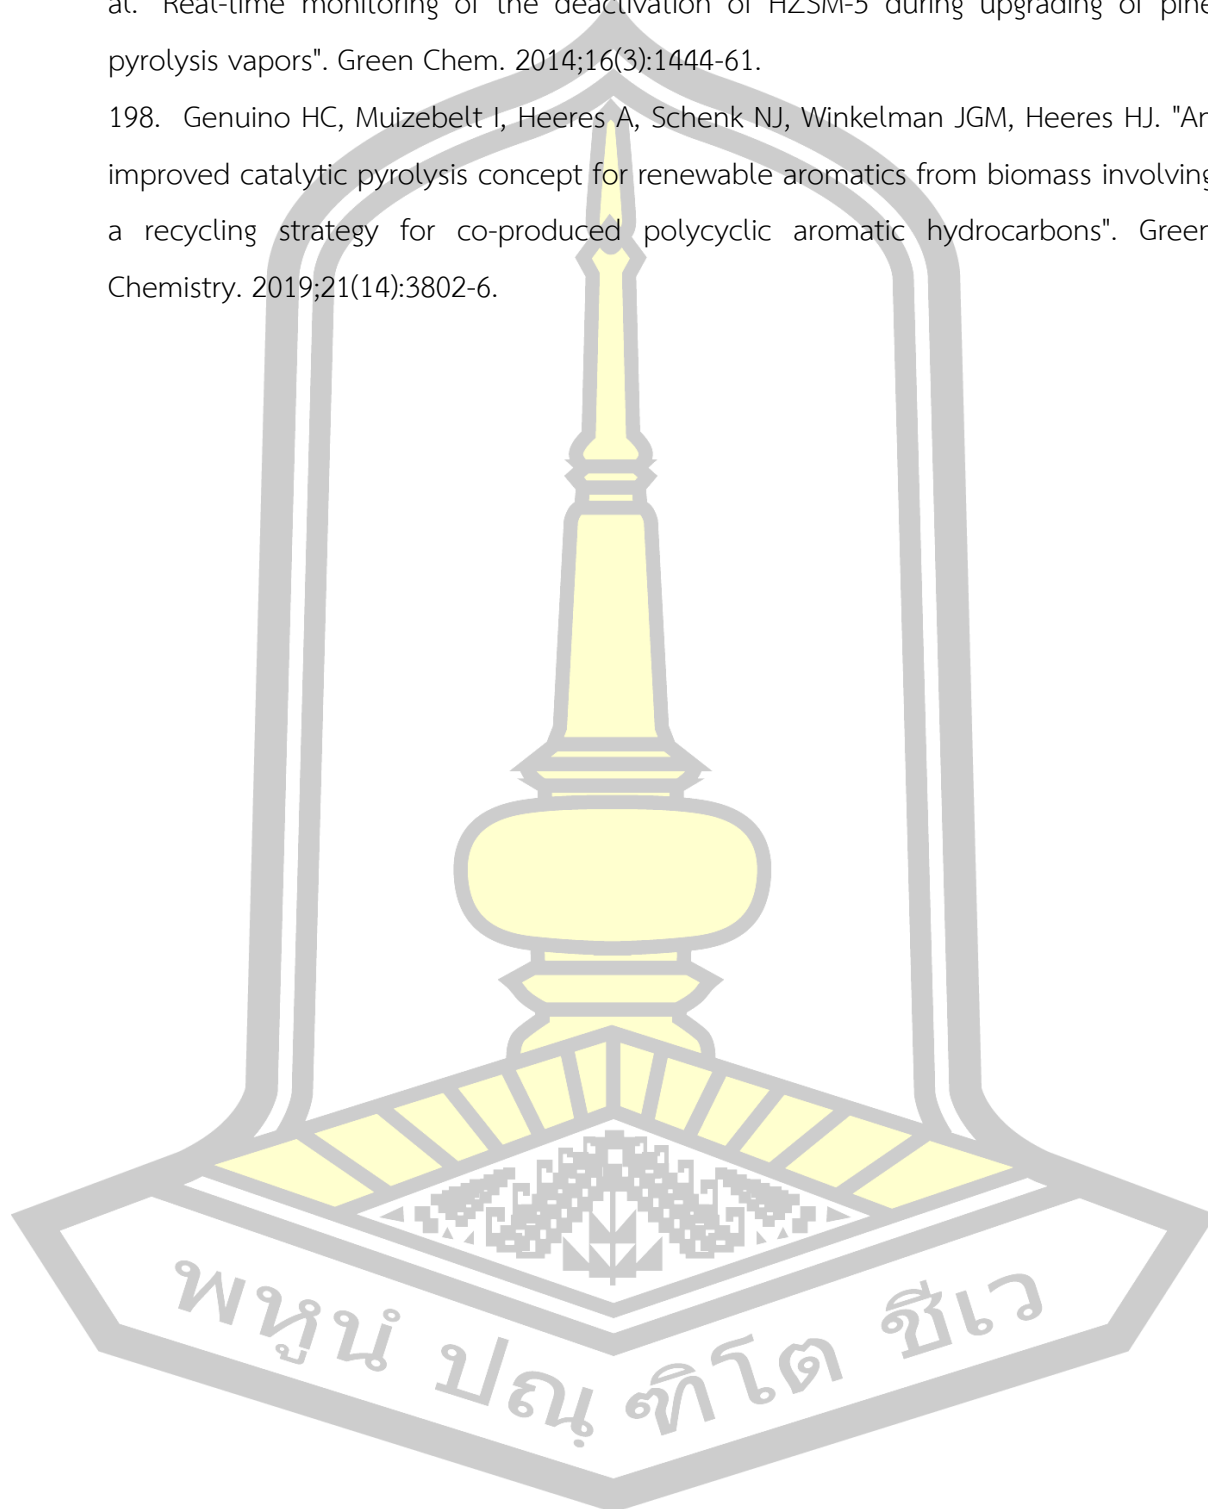 al. "Real-time monitoring of the deactivation of HZSM-5 during upgrading of pine
pyrolysis vapors". Green Chem. 2014;16(3):1444-61.
198. Genuino HC, Muizebelt I, Heeres A, Schenk NJ, Winkelman JGM, Heeres HJ. "An
improved catalytic pyrolysis concept for renewable aromatics from biomass involving
a recycling strategy for co-produced polycyclic aromatic hydrocarbons". Green
Chemistry. 2019;21(14):3802-6.
พหูนํ ปณฺฑิโต ชีเว